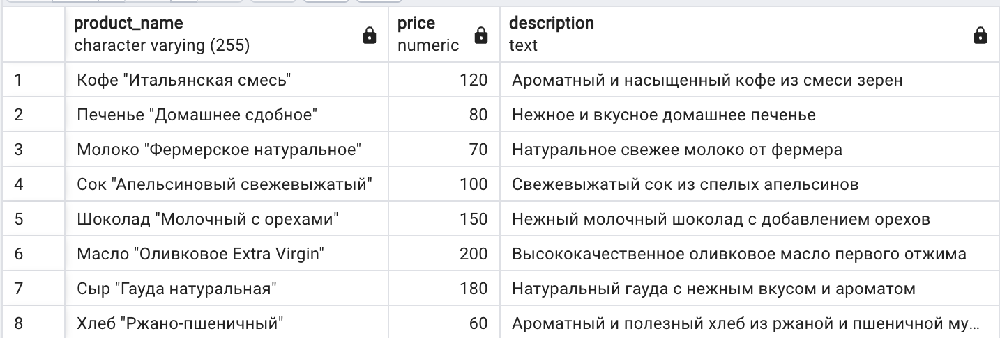 product_name price description
character varying (255) numeric text
1 Кофе "Итальянская смесь" 120 Ароматный и насыщенный кофе из смеси зерен
2 Печенье "Домашнее сдобное" 80 Нежное и вкусное домашнее печенье
3 Молоко "Фермерское натуральное" 70 Натуральное свежее молоко от фермера
4 Сок "Апельсиновый свежевыжатый" 100 Свежевыжатый сок из спелых апельсинов
5 Шоколад "Молочный с орехами" 150 Нежный молочный шоколад с добавлением орехов
6 Масло "Оливковое Extra Virgin" 200 Высококачественное оливковое масло первого отжима
7 Сыр "Гауда натуральная" 180 Натуральный гауда с нежным вкусом и ароматом
8 Хлеб "Ржано-пшеничный" 60 Ароматный и полезный хлеб из ржаной и пшеничной му...